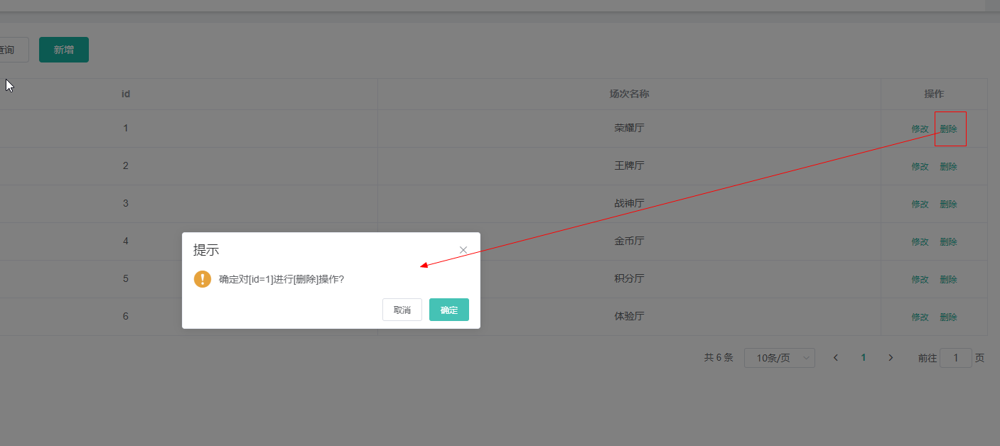 查询 新增
id 场次名称 操作
1 荣耀厅 修改 删除
2 王牌厅 修改 删除
3 战神厅 修改 删除
4 金币厅 修改 删除
5 积分厅 修改 删除
6 体验厅 修改 删除
提示
确定对[id=1]进行[删除]操作?
取消 确定
共 6 条 10条/页 1 前往 1 页